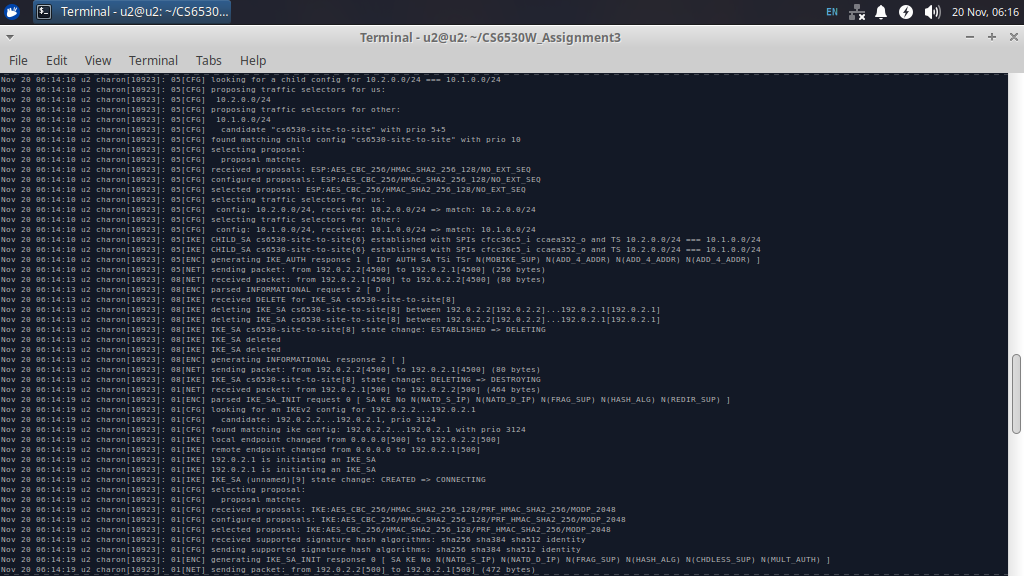 Terminal - u2@u2: ~/CS6530...
EN
20 Nov, 06:16
Terminal - u2@u2: ~/CS6530W_Assignment3
File Edit View Terminal Tabs Help
Nov 20 06:14:10 u2 charon[10923]: 05[CFG] looking for a child config for 10.2.0.0/24 === 10.1.0.0/24
Nov 20 06:14:10 u2 charon[10923]: 05[CFG] proposing traffic selectors for us:
Nov 20 06:14:10 u2 charon[10923]: 05[CFG]  10.2.0.0/24
Nov 20 06:14:10 u2 charon[10923]: 05[CFG] proposing traffic selectors for other:
Nov 20 06:14:10 u2 charon[10923]: 05[CFG]  10.1.0.0/24
Nov 20 06:14:10 u2 charon[10923]: 05[CFG]   candidate "cs6530-site-to-site" with prio 5+5
Nov 20 06:14:10 u2 charon[10923]: 05[CFG] found matching child config "cs6530-site-to-site" with prio 10
Nov 20 06:14:10 u2 charon[10923]: 05[CFG] selecting proposal:
Nov 20 06:14:10 u2 charon[10923]: 05[CFG]   proposal matches
Nov 20 06:14:10 u2 charon[10923]: 05[CFG] received proposals: ESP:AES_CBC_256/HMAC_SHA2_256_128/NO_EXT_SEQ
Nov 20 06:14:10 u2 charon[10923]: 05[CFG] configured proposals: ESP:AES_CBC_256/HMAC_SHA2_256_128/NO_EXT_SEQ
Nov 20 06:14:10 u2 charon[10923]: 05[CFG] selected proposal: ESP:AES_CBC_256/HMAC_SHA2_256_128/NO_EXT_SEQ
Nov 20 06:14:10 u2 charon[10923]: 05[CFG] selecting traffic selectors for us:
Nov 20 06:14:10 u2 charon[10923]: 05[CFG]  config: 10.2.0.0/24, received: 10.2.0.0/24 => match: 10.2.0.0/24
Nov 20 06:14:10 u2 charon[10923]: 05[CFG] selecting traffic selectors for other:
Nov 20 06:14:10 u2 charon[10923]: 05[CFG]  config: 10.1.0.0/24, received: 10.1.0.0/24 => match: 10.1.0.0/24
Nov 20 06:14:10 u2 charon[10923]: 05[IKE] CHILD_SA cs6530-site-to-site{6} established with SPIs cfcc36c5_i ccaea352_o and TS 10.2.0.0/24 === 10.1.0.0/24
Nov 20 06:14:10 u2 charon[10923]: 05[IKE] CHILD_SA cs6530-site-to-site{6} established with SPIs cfcc36c5_i ccaea352_o and TS 10.2.0.0/24 === 10.1.0.0/24
Nov 20 06:14:10 u2 charon[10923]: 05[ENC] generating IKE_AUTH response 1 [ IDr AUTH SA TSi TSr N(MOBIKE_SUP) N(ADD_4_ADDR) N(ADD_4_ADDR) N(ADD_4_ADDR) ]
Nov 20 06:14:10 u2 charon[10923]: 05[NET] sending packet: from 192.0.2.2[4500] to 192.0.2.1[4500] (256 bytes)
Nov 20 06:14:13 u2 charon[10923]: 08[NET] received packet: from 192.0.2.1[4500] to 192.0.2.2[4500] (80 bytes)
Nov 20 06:14:13 u2 charon[10923]: 08[ENC] parsed INFORMATIONAL request 2 [ D ]
Nov 20 06:14:13 u2 charon[10923]: 08[IKE] received DELETE for IKE_SA cs6530-site-to-site[8]
Nov 20 06:14:13 u2 charon[10923]: 08[IKE] deleting IKE_SA cs6530-site-to-site[8] between 192.0.2.2[192.0.2.2]...192.0.2.1[192.0.2.1]
Nov 20 06:14:13 u2 charon[10923]: 08[IKE] deleting IKE_SA cs6530-site-to-site[8] between 192.0.2.2[192.0.2.2]...192.0.2.1[192.0.2.1]
Nov 20 06:14:13 u2 charon[10923]: 08[IKE] IKE_SA cs6530-site-to-site[8] state change: ESTABLISHED => DELETING
Nov 20 06:14:13 u2 charon[10923]: 08[IKE] IKE_SA deleted
Nov 20 06:14:13 u2 charon[10923]: 08[IKE] IKE_SA deleted
Nov 20 06:14:13 u2 charon[10923]: 08[ENC] generating INFORMATIONAL response 2 [ ]
Nov 20 06:14:13 u2 charon[10923]: 08[NET] sending packet: from 192.0.2.2[4500] to 192.0.2.1[4500] (80 bytes)
Nov 20 06:14:13 u2 charon[10923]: 08[IKE] IKE_SA cs6530-site-to-site[8] state change: DELETING => DESTROYING
Nov 20 06:14:19 u2 charon[10923]: 01[NET] received packet: from 192.0.2.1[500] to 192.0.2.2[500] (464 bytes)
Nov 20 06:14:19 u2 charon[10923]: 01[ENC] parsed IKE_SA_INIT request 0 [ SA KE No N(NATD_S_IP) N(NATD_D_IP) N(FRAG_SUP) N(HASH_ALG) N(REDIR_SUP) ]
Nov 20 06:14:19 u2 charon[10923]: 01[CFG] looking for an IKEv2 config for 192.0.2.2...192.0.2.1
Nov 20 06:14:19 u2 charon[10923]: 01[CFG]   candidate: 192.0.2.2...192.0.2.1, prio 3124
Nov 20 06:14:19 u2 charon[10923]: 01[CFG] found matching ike config: 192.0.2.2...192.0.2.1 with prio 3124
Nov 20 06:14:19 u2 charon[10923]: 01[IKE] local endpoint changed from 0.0.0.0[500] to 192.0.2.2[500]
Nov 20 06:14:19 u2 charon[10923]: 01[IKE] remote endpoint changed from 0.0.0.0 to 192.0.2.1[500]
Nov 20 06:14:19 u2 charon[10923]: 01[IKE] 192.0.2.1 is initiating an IKE_SA
Nov 20 06:14:19 u2 charon[10923]: 01[IKE] 192.0.2.1 is initiating an IKE_SA
Nov 20 06:14:19 u2 charon[10923]: 01[IKE] IKE_SA (unnamed)[9] state change: CREATED => CONNECTING
Nov 20 06:14:19 u2 charon[10923]: 01[CFG] selecting proposal:
Nov 20 06:14:19 u2 charon[10923]: 01[CFG]   proposal matches
Nov 20 06:14:19 u2 charon[10923]: 01[CFG] received proposals: IKE:AES_CBC_256/HMAC_SHA2_256_128/PRF_HMAC_SHA2_256/MODP_2048
Nov 20 06:14:19 u2 charon[10923]: 01[CFG] configured proposals: IKE:AES_CBC_256/HMAC_SHA2_256_128/PRF_HMAC_SHA2_256/MODP_2048
Nov 20 06:14:19 u2 charon[10923]: 01[CFG] selected proposal: IKE:AES_CBC_256/HMAC_SHA2_256_128/PRF_HMAC_SHA2_256/MODP_2048
Nov 20 06:14:19 u2 charon[10923]: 01[CFG] received supported signature hash algorithms: sha256 sha384 sha512 identity
Nov 20 06:14:19 u2 charon[10923]: 01[CFG] sending supported signature hash algorithms: sha256 sha384 sha512 identity
Nov 20 06:14:19 u2 charon[10923]: 01[ENC] generating IKE_SA_INIT response 0 [ SA KE No N(NATD_S_IP) N(NATD_D_IP) N(FRAG_SUP) N(HASH_ALG) N(CHDLESS_SUP) N(MULT_AUTH) ]
Nov 20 06:14:19 u2 charon[10923]: 01[NET] sending packet: from 192.0.2.2[500] to 192.0.2.1[500] (472 bytes)